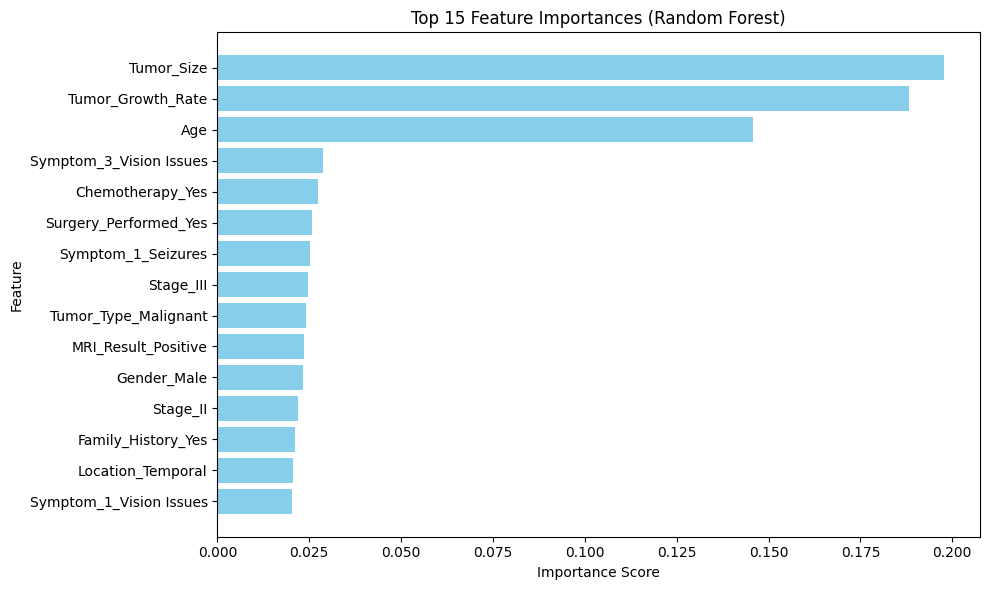 Top 15 Feature Importances (Random Forest)
Feature
Tumor_Size
Tumor_Growth_Rate
Age
Symptom_3_Vision Issues
Chemotherapy_Yes
Surgery_Performed_Yes
Symptom_1_Seizures
Stage_III
Tumor_Type_Malignant
MRI_Result_Positive
Gender_Male
Stage_II
Family_History_Yes
Location_Temporal
Symptom_1_Vision Issues
0.000 0.025 0.050 0.075 0.100 0.125 0.150 0.175 0.200
Importance Score